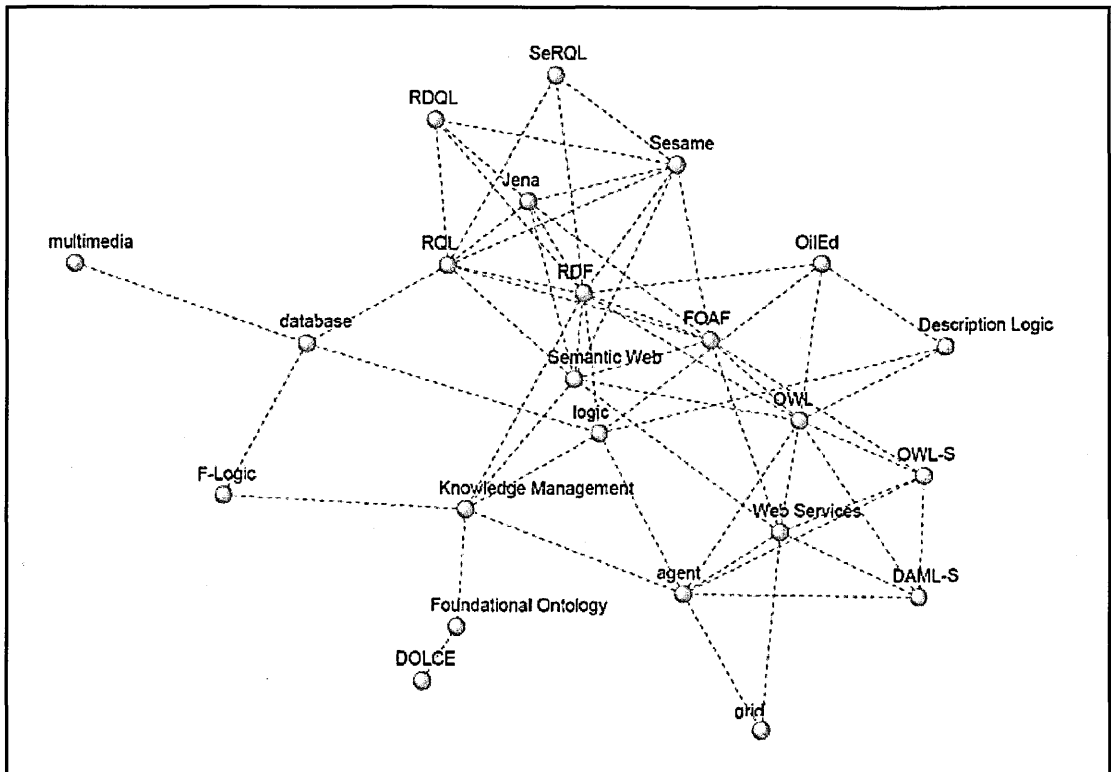 SeRQL
RDQL
Sesame
Jena
multimedia
RQL
RDF
OilEd
database
FOAF
Description Logic
Semantic Web
OWL
logic
OWL-S
F-Logic
Knowledge Management
Web Services
agent
DAML-S
Foundational Ontology
DOLCE
grid